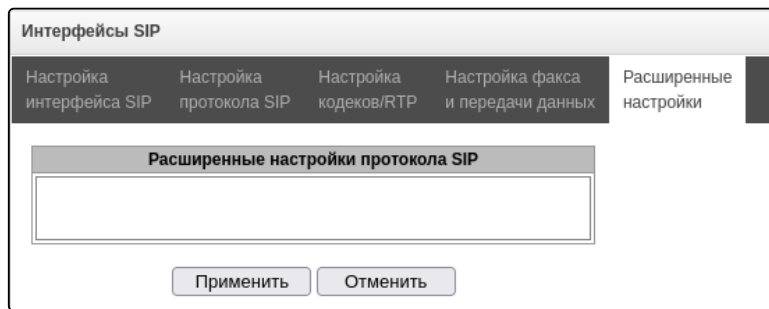 Интерфейсы SIP
Настройка
интерфейса SIP
Настройка
протокола SIP
Настройка
кодеков/RTP
Настройка факса
и передачи данных
Расширенные
настройки
Расширенные настройки протокола SIP
Применить
Отменить